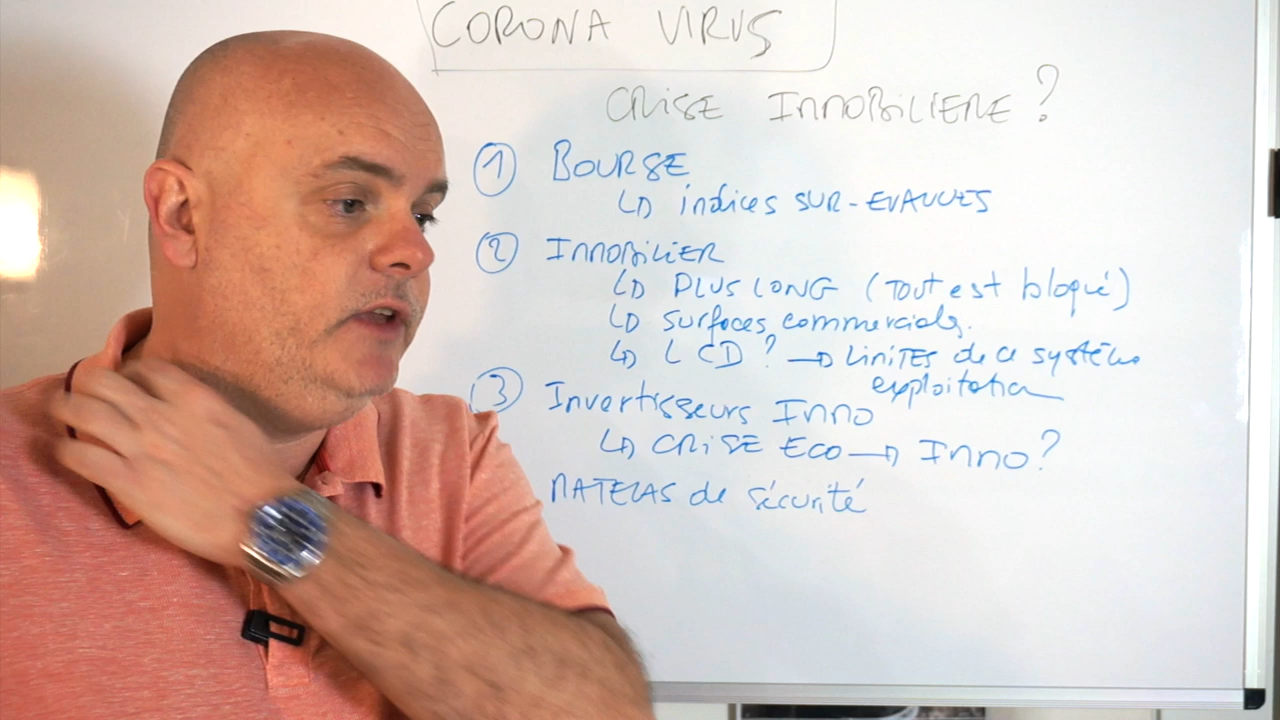 CORONA VIRUS
CRISE IMMOBILIERE ?
① BOURSE
↳ indices SUR-EVALUES
② IMMOBILIER
↳ PLUS LONG (Tout est bloqué)
↳ surfaces commerciales.
↳ LCD ? → LIMITES de ce système
exploitation
③ Investisseurs Immo
↳ CRISE ECO → Immo ?
MATELAS de sécurité